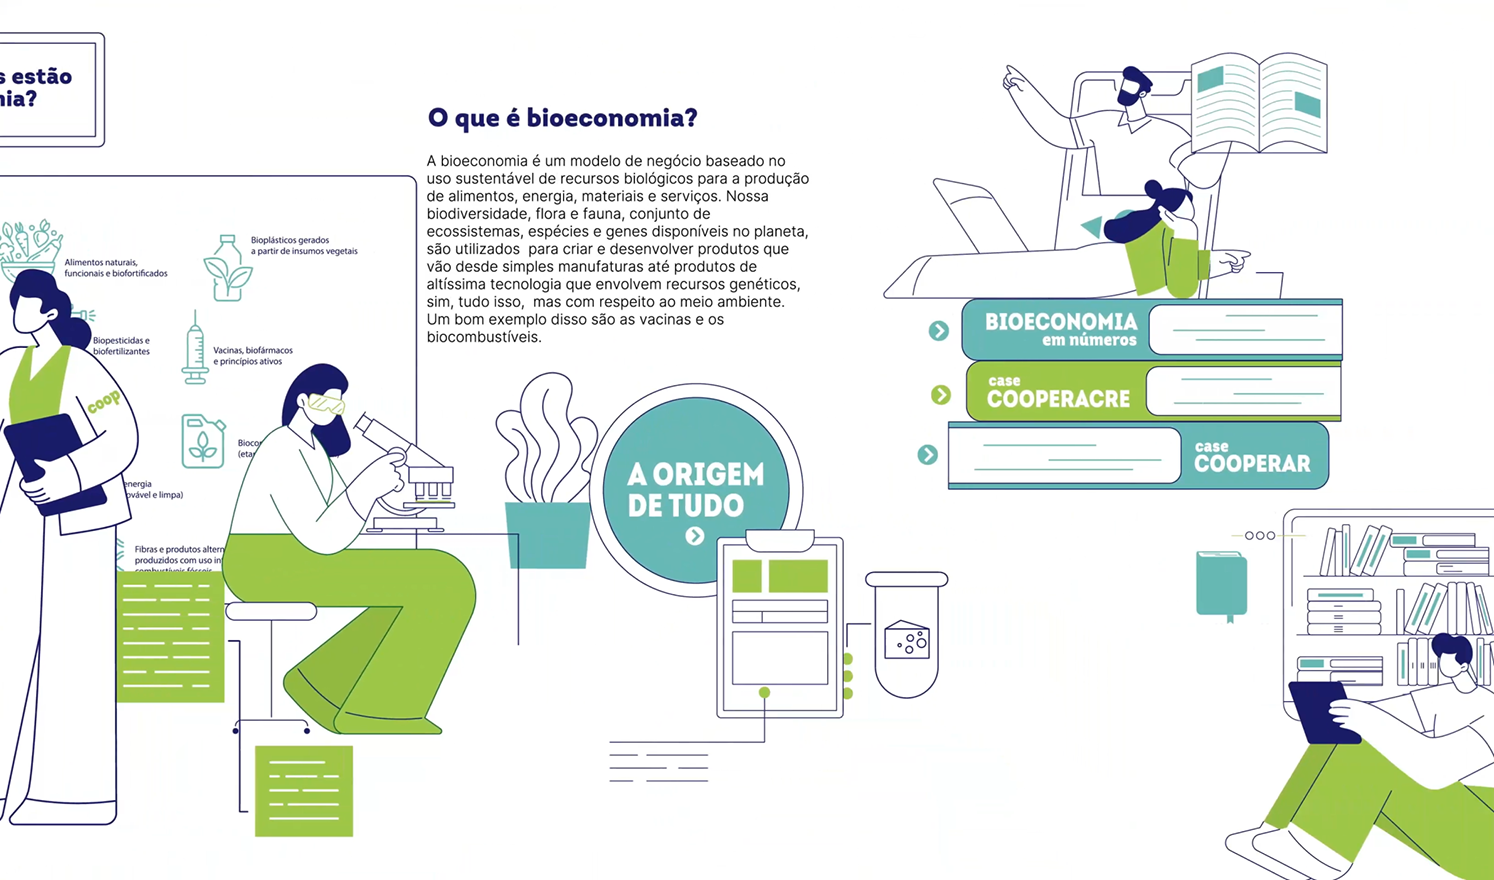 s estão
nia?
Alimentos naturais,
funcionais e biofortificados
Bioplásticos gerados
a partir de insumos vegetais
Biopesticidas e
biofertilizantes
Vacinas, biofármacos
e princípios ativos
coop
Bioco
(eta
energia
ovável e limpa)
Fibras e produtos altern
produzidos com uso in
combustíveis fósseis
O que é bioeconomia?
A bioeconomia é um modelo de negócio baseado no
uso sustentável de recursos biológicos para a produção
de alimentos, energia, materiais e serviços. Nossa
biodiversidade, flora e fauna, conjunto de
ecossistemas, espécies e genes disponíveis no planeta,
são utilizados para criar e desenvolver produtos que
vão desde simples manufaturas até produtos de
altíssima tecnologia que envolvem recursos genéticos,
sim, tudo isso, mas com respeito ao meio ambiente.
Um bom exemplo disso são as vacinas e os
biocombustíveis.
A ORIGEM
DE TUDO
BIOECONOMIA
em números
case
COOPERACRE
case
COOPERAR